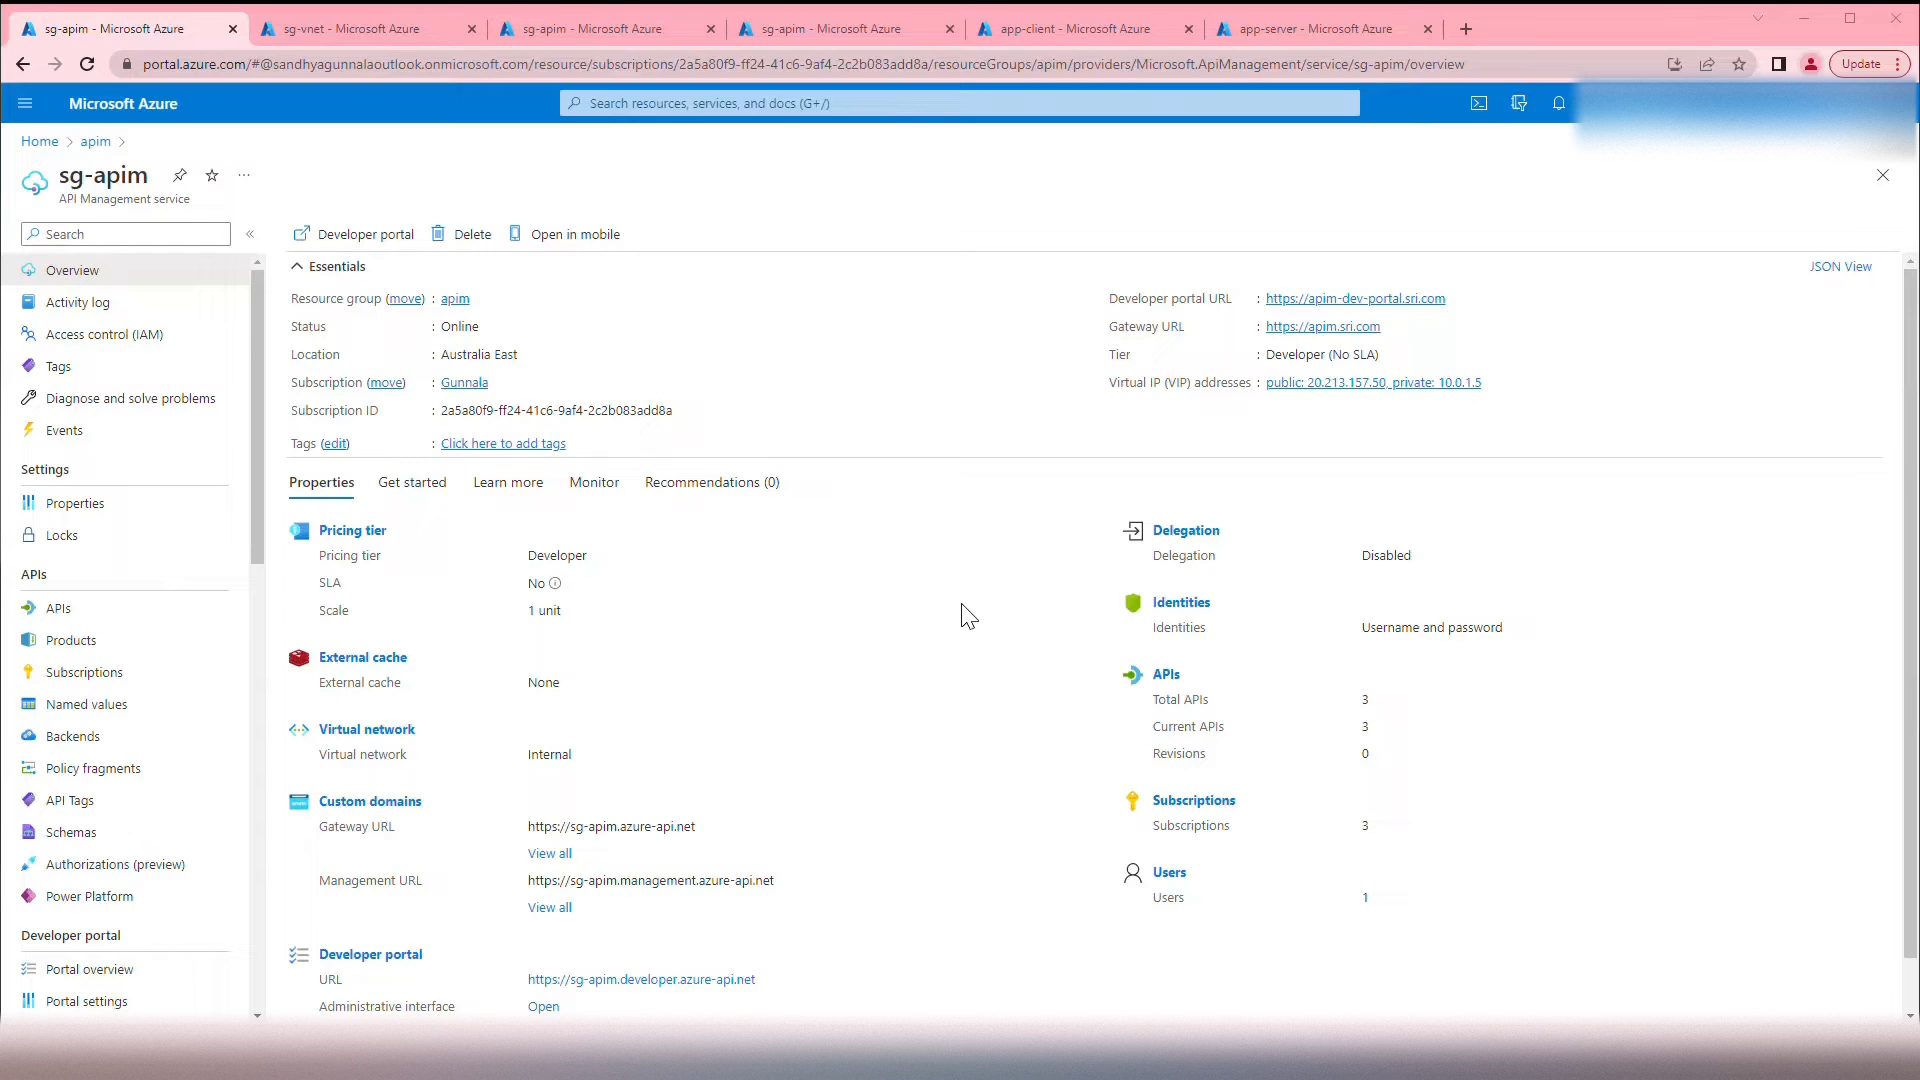 sg-apim - Microsoft Azure
sg-vnet - Microsoft Azure
sg-apim - Microsoft Azure
sg-apim - Microsoft Azure
app-client - Microsoft Azure
app-server - Microsoft Azure
portal.azure.com/#@sandhyagunnalaoutlook.onmicrosoft.com/resource/subscriptions/2a5a80f9-ff24-41c6-9af4-2c2b083add8a/resourceGroups/apim/providers/Microsoft.ApiManagement/service/sg-apim/overview
Update
Microsoft Azure
Search resources, services, and docs (G+/)
Home > apim >
sg-apim
API Management service
Search
«
Overview
Activity log
Access control (IAM)
Tags
Diagnose and solve problems
Events
Settings
Properties
Locks
APIs
APIs
Products
Subscriptions
Named values
Backends
Policy fragments
API Tags
Schemas
Authorizations (preview)
Power Platform
Developer portal
Portal overview
Portal settings
Developer portal
Delete
Open in mobile
Essentials
JSON View
Resource group (move) : apim
Status : Online
Location : Australia East
Subscription (move) : Gunnala
Subscription ID : 2a5a80f9-ff24-41c6-9af4-2c2b083add8a
Tags (edit) : Click here to add tags
Developer portal URL : https://apim-dev-portal.sri.com
Gateway URL : https://apim.sri.com
Tier : Developer (No SLA)
Virtual IP (VIP) addresses : public: 20.213.157.50, private: 10.0.1.5
Properties
Get started
Learn more
Monitor
Recommendations (0)
Pricing tier
Pricing tier Developer
SLA No
Scale 1 unit
External cache
External cache None
Virtual network
Virtual network Internal
Custom domains
Gateway URL https://sg-apim.azure-api.net
View all
Management URL https://sg-apim.management.azure-api.net
View all
Developer portal
URL https://sg-apim.developer.azure-api.net
Administrative interface Open
Delegation
Delegation Disabled
Identities
Identities Username and password
APIs
Total APIs 3
Current APIs 3
Revisions 0
Subscriptions
Subscriptions 3
Users
Users 1